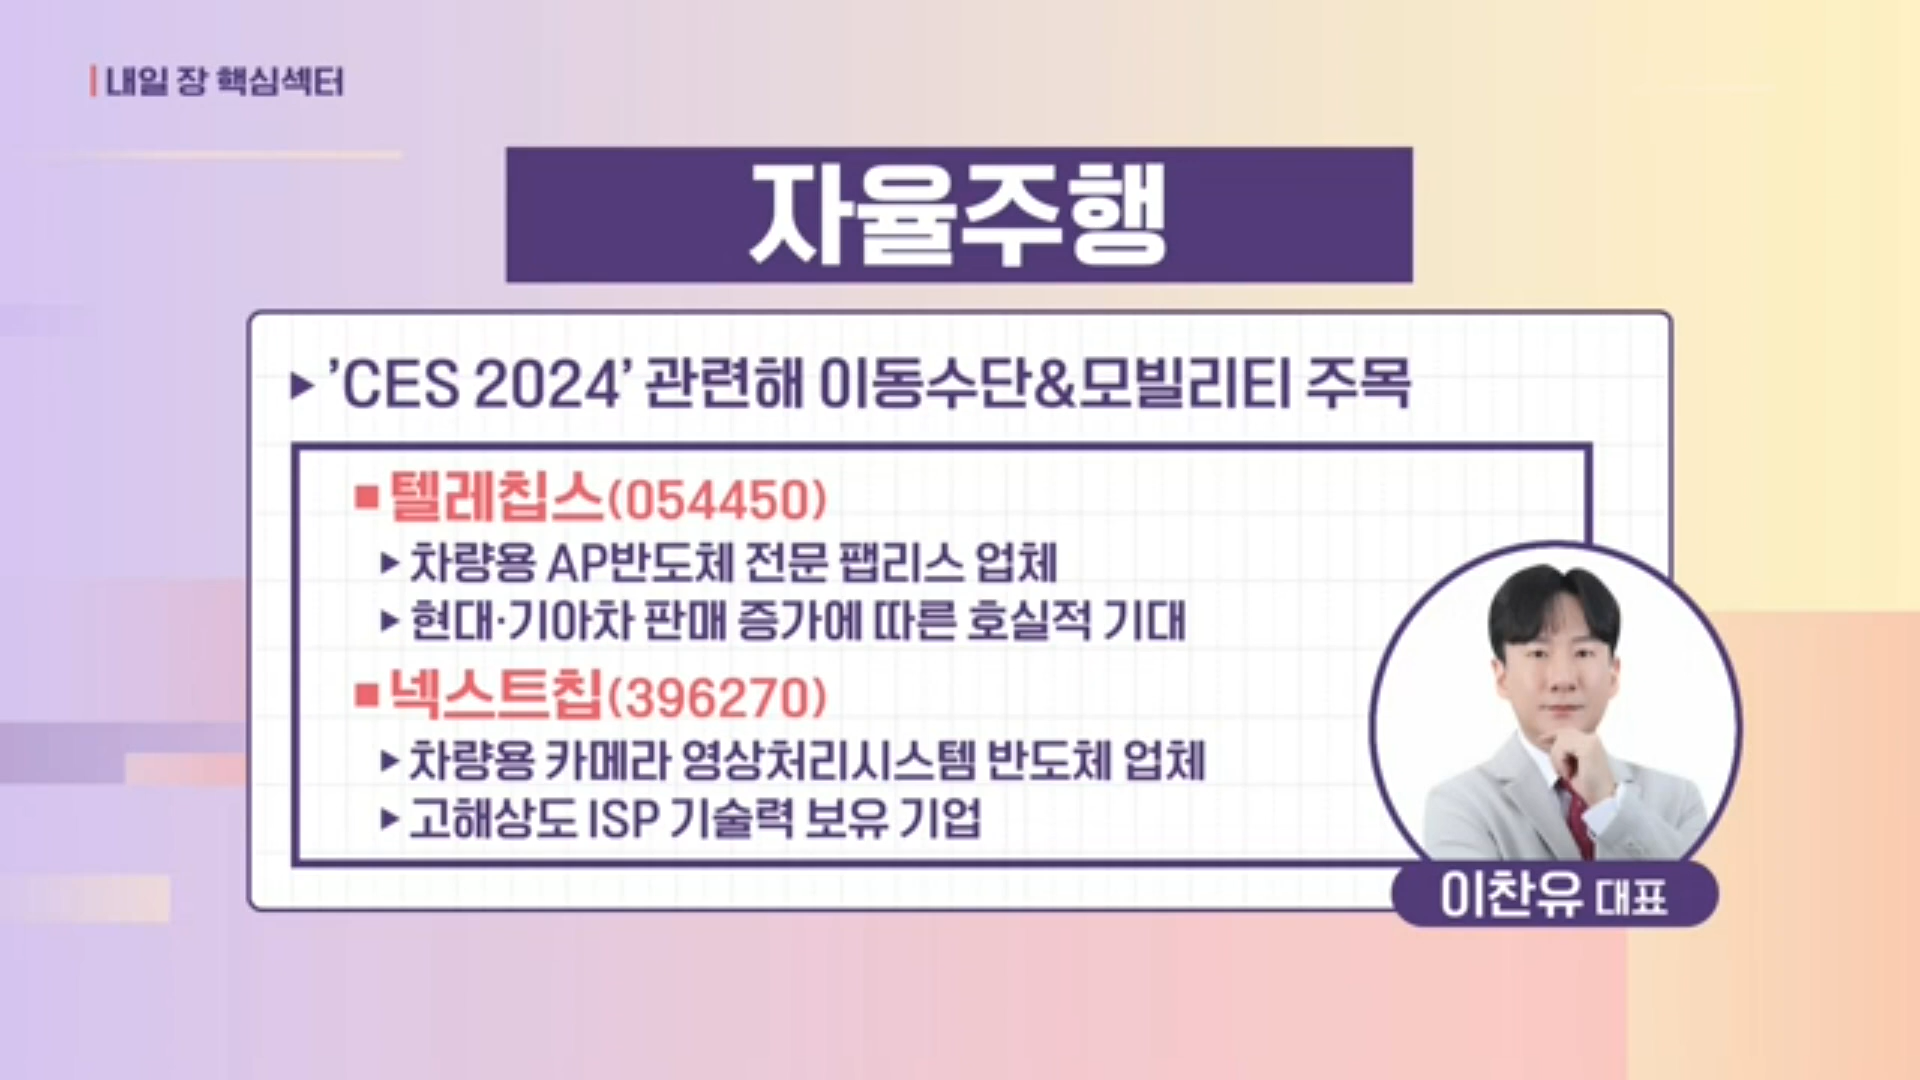 내일 장 핵심섹터
자율주행
▶ ’CES 2024’ 관련해 이동수단&모빌리티 주목
■ 텔레칩스(054450)
▶ 차량용 AP반도체 전문 팹리스 업체
▶ 현대·기아차 판매 증가에 따른 호실적 기대
■ 넥스트칩(396270)
▶ 차량용 카메라 영상처리시스템 반도체 업체
▶ 고해상도 ISP 기술력 보유 기업
이찬유 대표